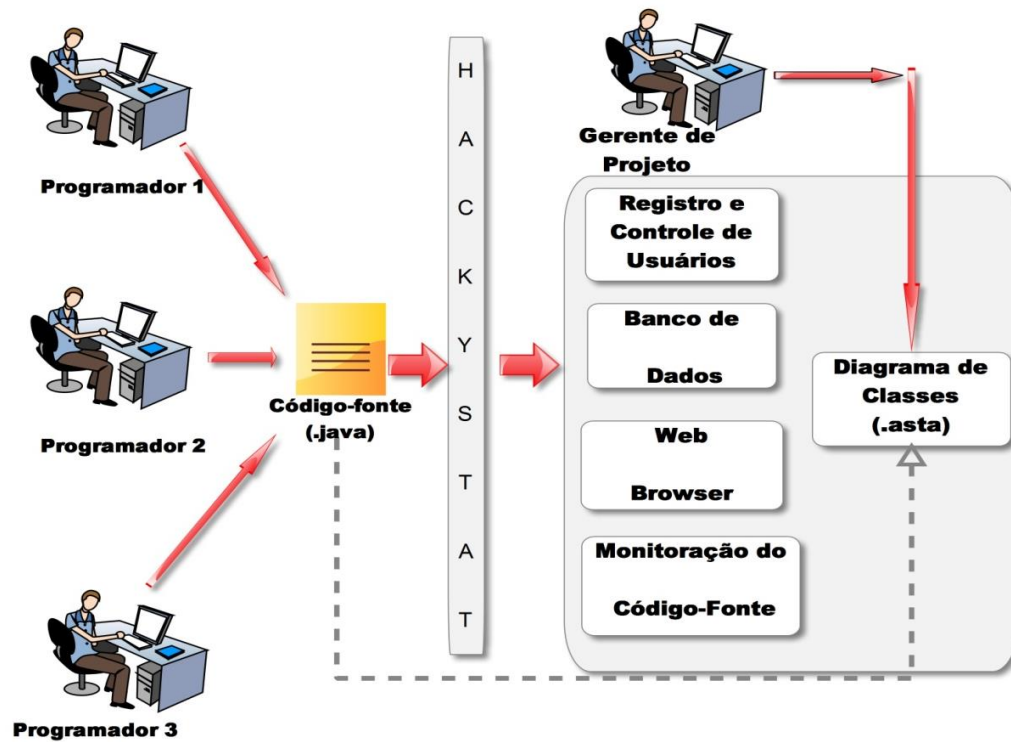 Programador 1
Programador 2
Programador 3
Código-fonte
(.java)
H
A
C
K
Y
S
T
A
T
Gerente de
Projeto
Registro e
Controle de
Usuários
Banco de
Dados
Web
Browser
Monitoração do
Código-Fonte
Diagrama de
Classes
(.asta)